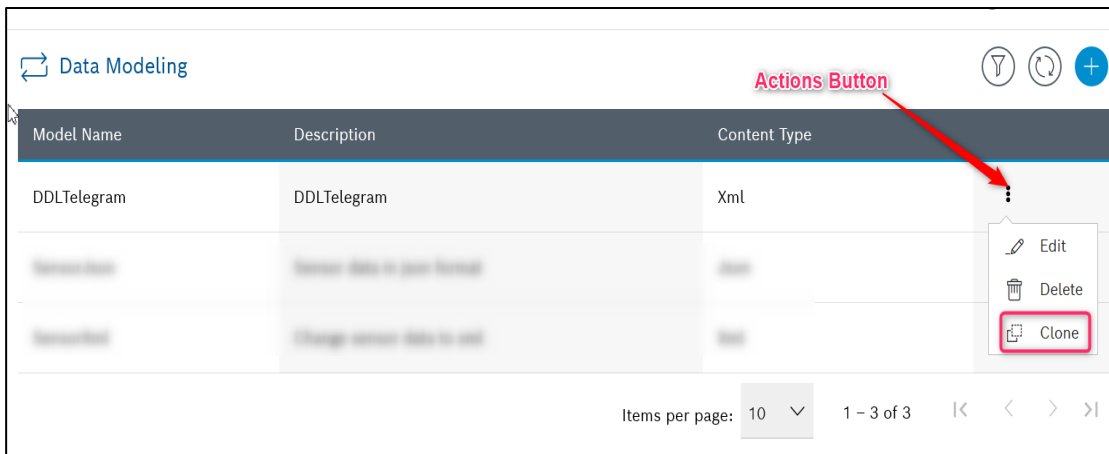 Data Modeling
Actions Button
Model Name Description Content Type
DDLTelegram DDLTelegram Xml
Edit
Delete
Clone
Items per page: 10 1 – 3 of 3